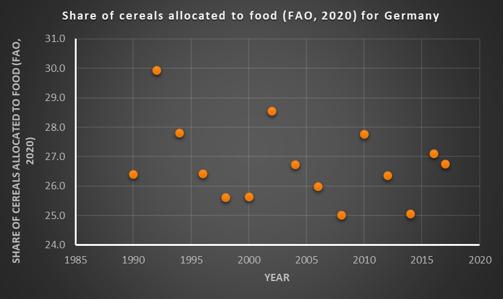 Share of cereals allocated to food (FAO, 2020) for Germany
SHARE OF CEREALS ALLOCATED TO FOOD (FAO,
2020)
31.0
30.0
29.0
28.0
27.0
26.0
25.0
24.0
1985 1990 1995 2000 2005 2010 2015 2020
YEAR